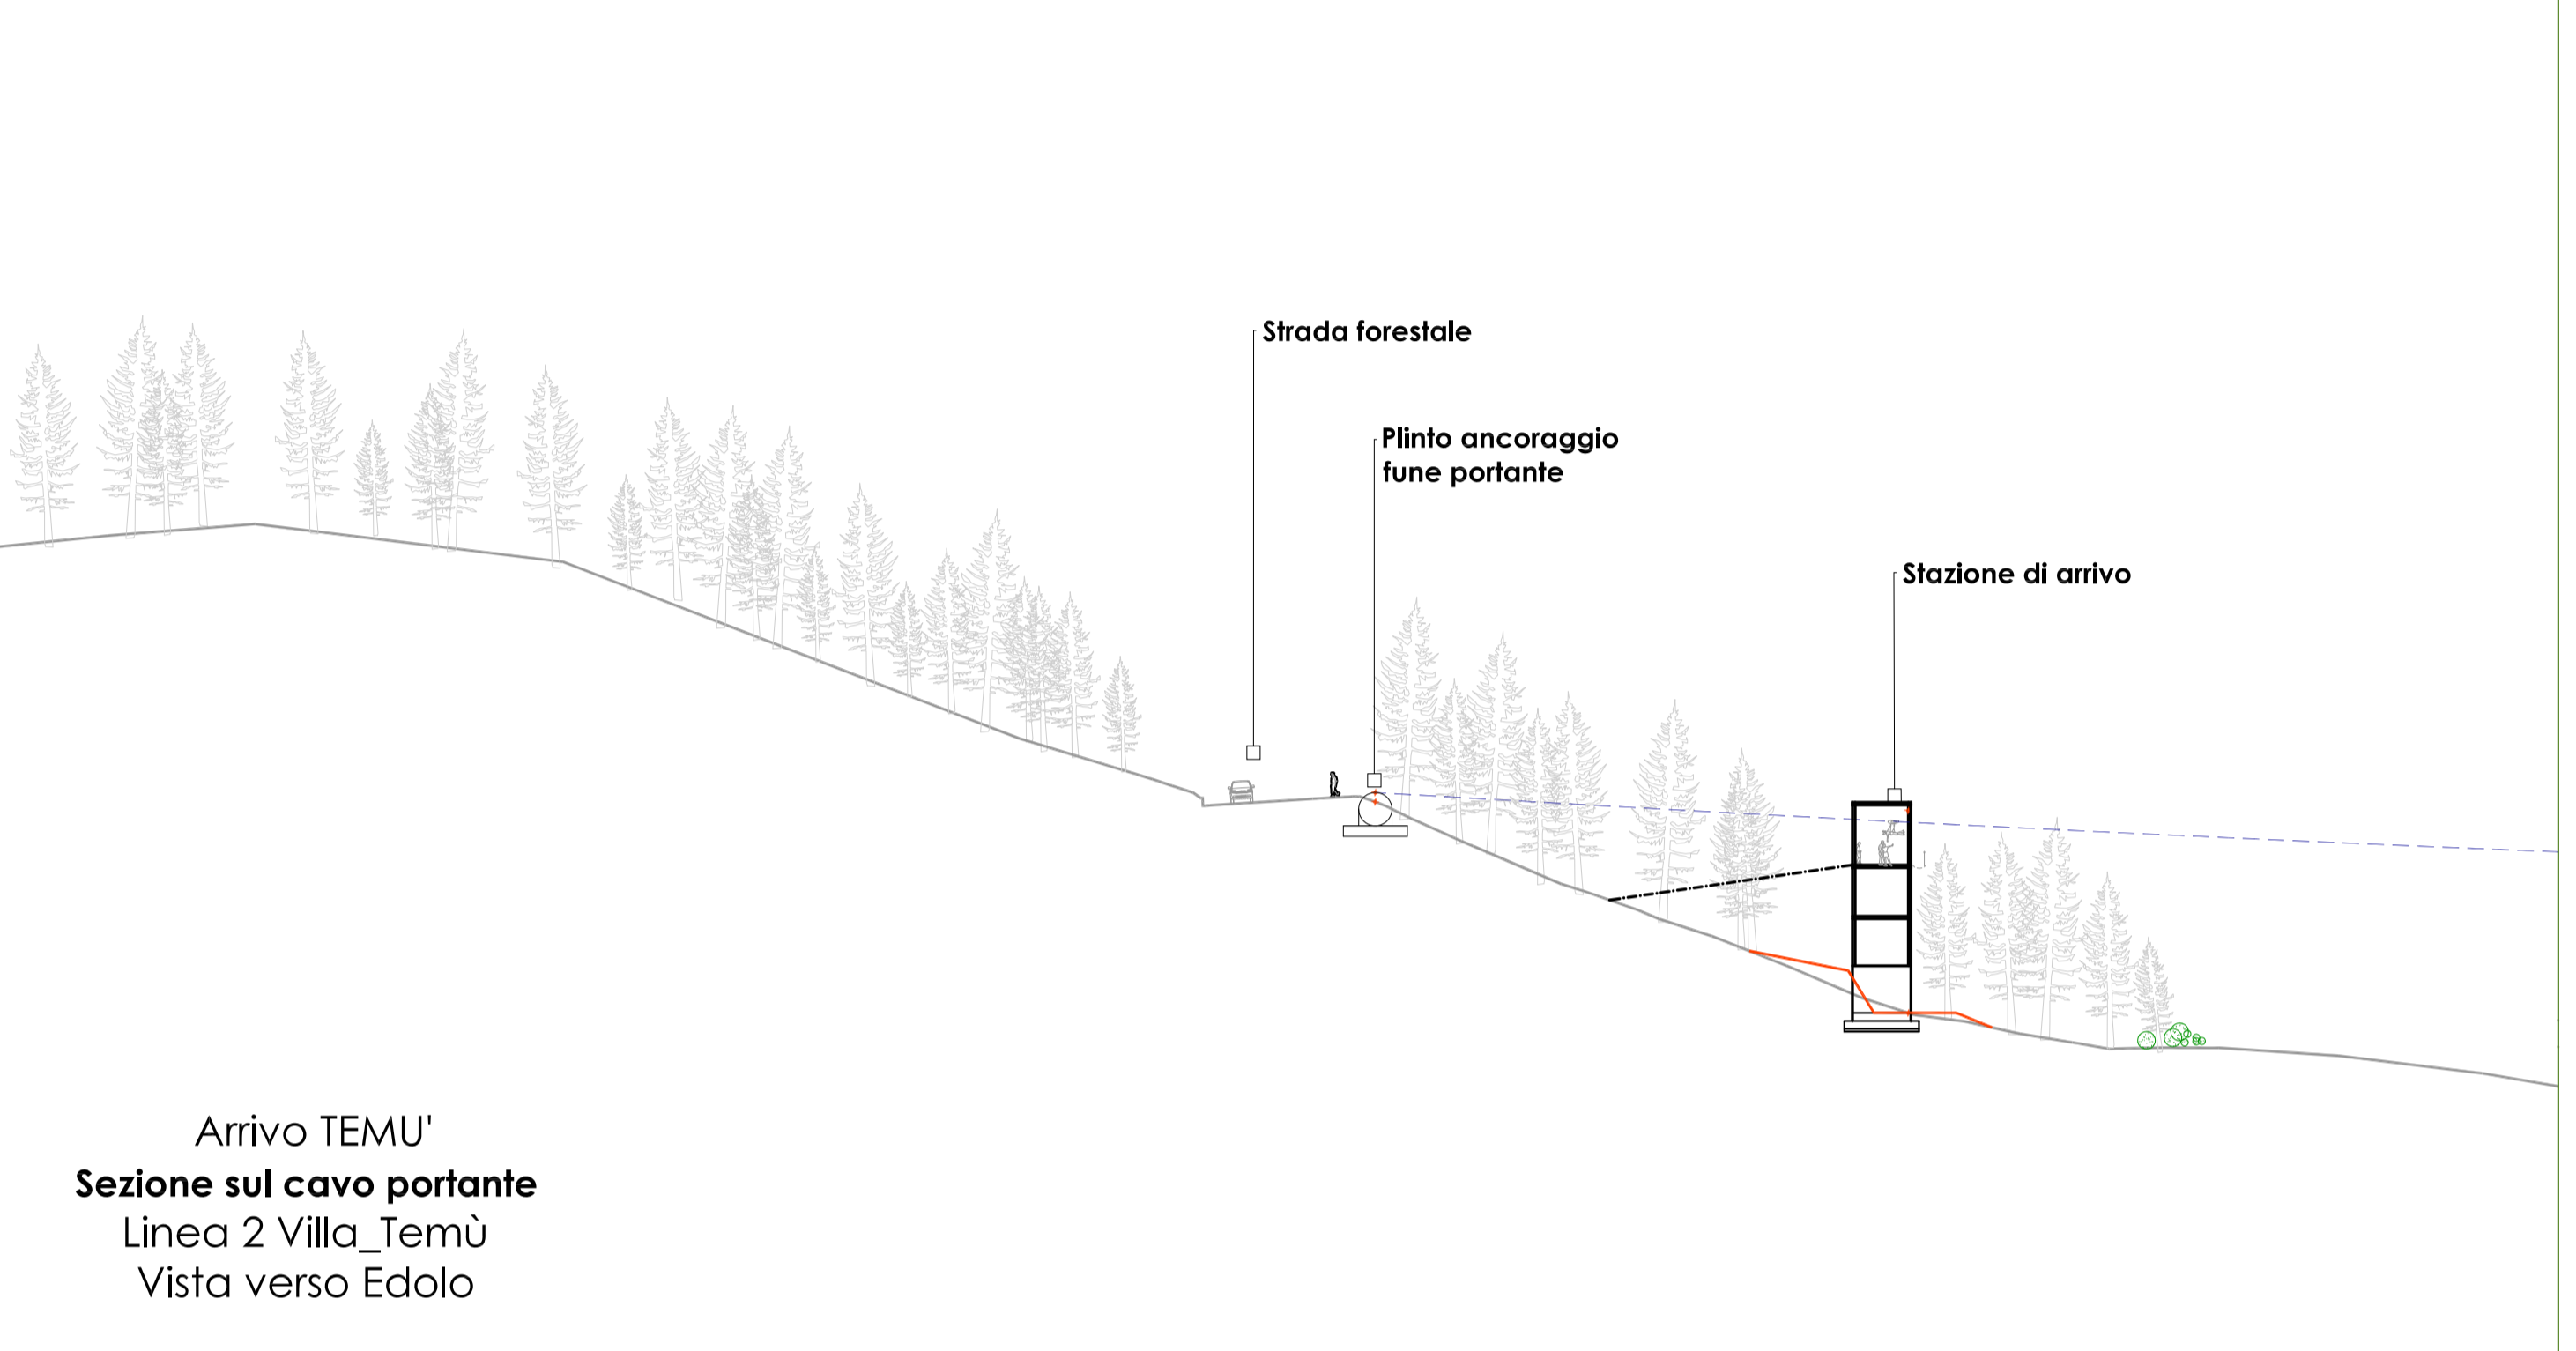 Strada forestale
Plinto ancoraggio
fune portante
Stazione di arrivo
Arrivo TEMU'
Sezione sul cavo portante
Linea 2 Villa_Temù
Vista verso Edolo